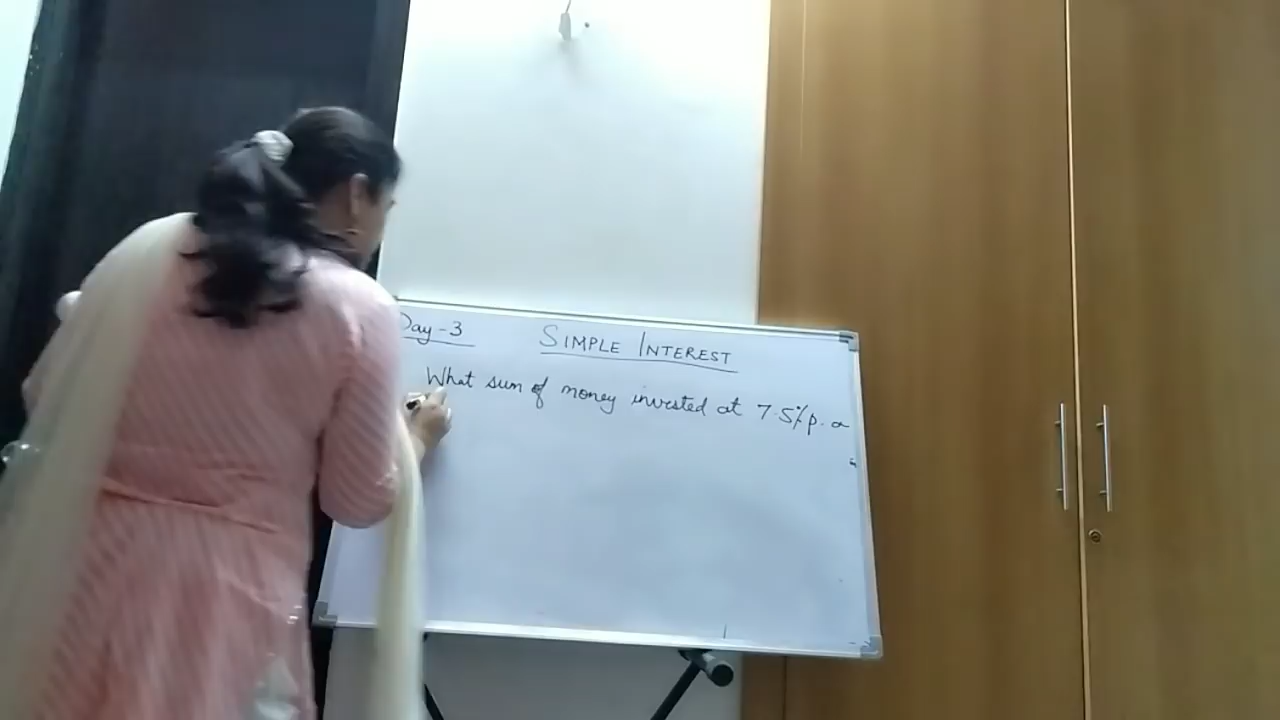 Day-3
SIMPLE INTEREST
What sum of money invested at 7.5% p.a